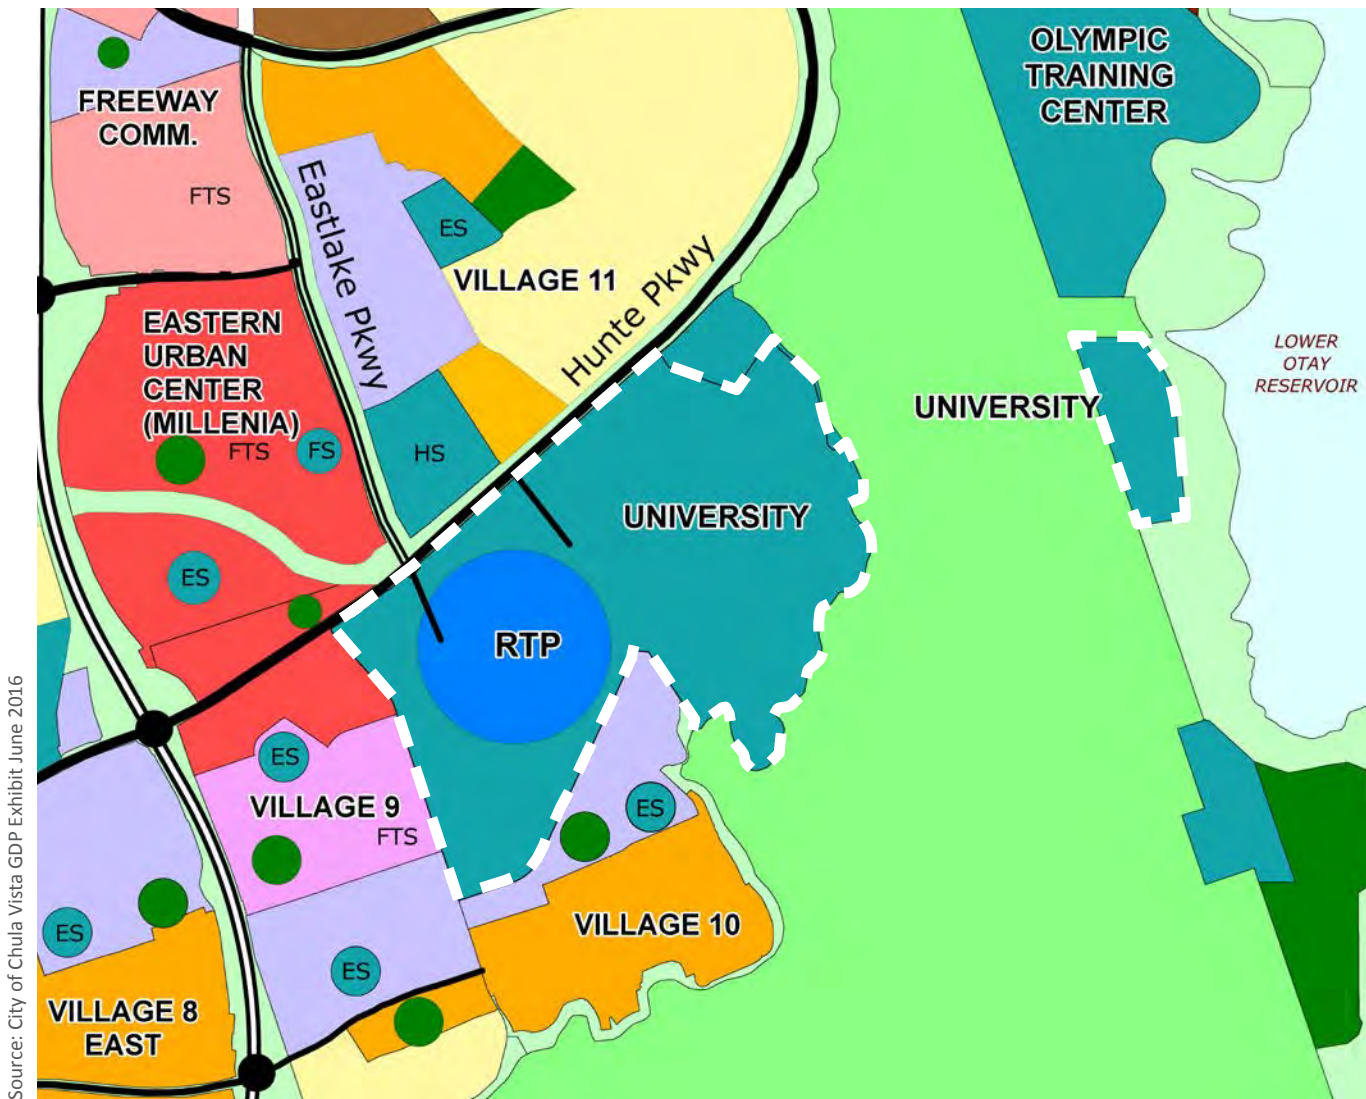 OLYMPIC
TRAINING
CENTER
FREEWAY
COMM.
FTS
Eastlake Pkwy
ES
VILLAGE 11
Hunte Pkwy
EASTERN
URBAN
CENTER
(MILLENIA)
FTS
FS
HS
LOWER
OTAY
RESERVOIR
UNIVERSITY
UNIVERSITY
ES
RTP
ES
VILLAGE 9
FTS
ES
VILLAGE 10
ES
ES
VILLAGE 8
EAST
Source: City of Chula Vista GDP Exhibit June 2016